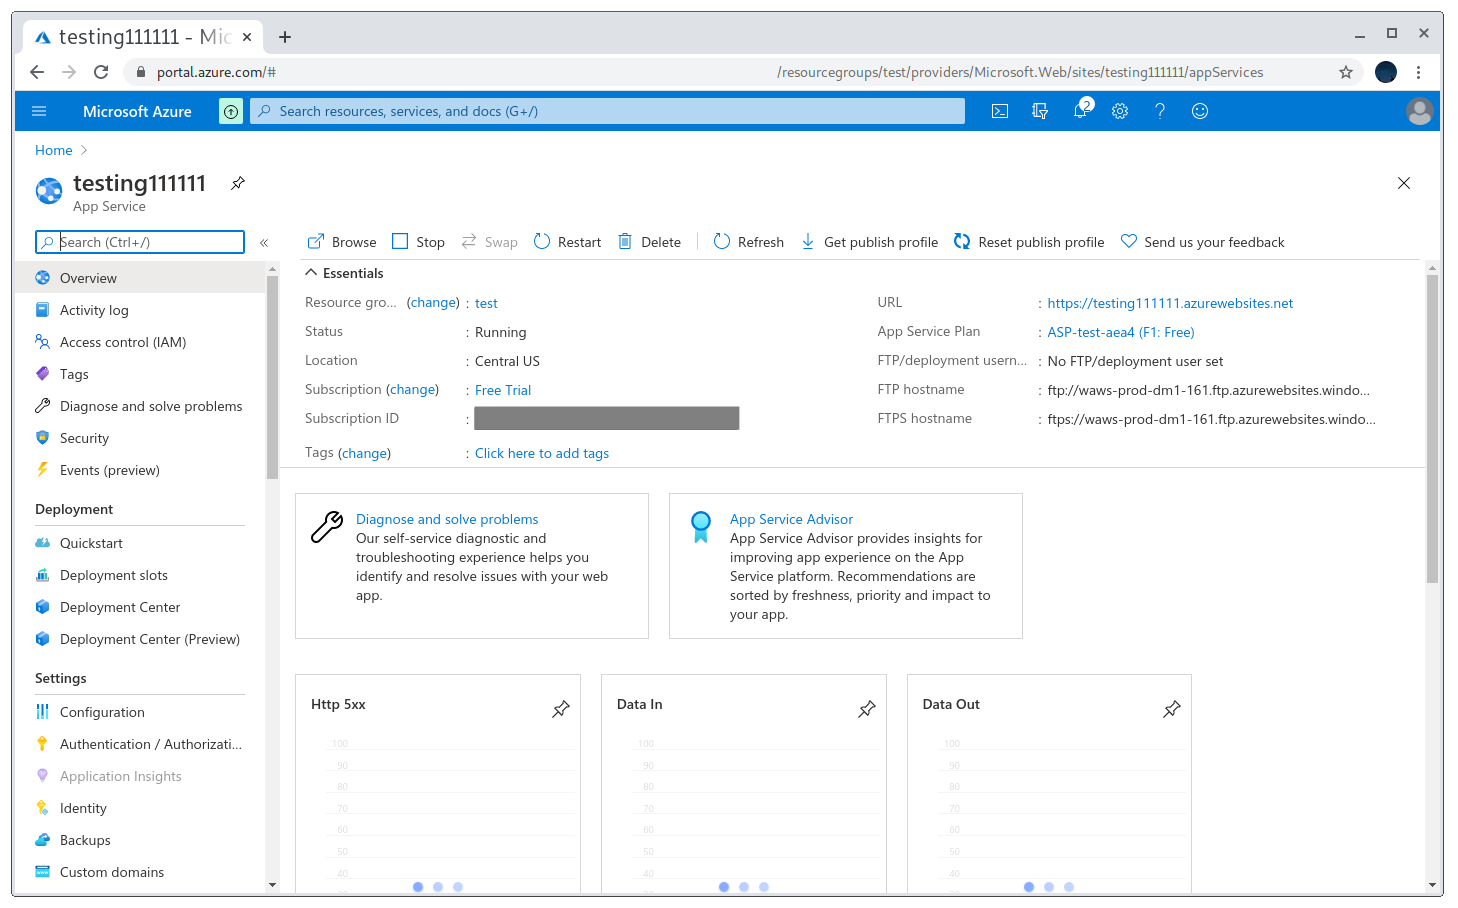 testing111111 - Mic
portal.azure.com/# /resourcegroups/test/providers/Microsoft.Web/sites/testing111111/appServices
Microsoft Azure
Search resources, services, and docs (G+/)
2
Home
testing111111
App Service
Search (Ctrl+/)
«
Overview
Activity log
Access control (IAM)
Tags
Diagnose and solve problems
Security
Events (preview)
Deployment
Quickstart
Deployment slots
Deployment Center
Deployment Center (Preview)
Settings
Configuration
Authentication / Authorizati...
Application Insights
Identity
Backups
Custom domains
Browse Stop Swap Restart Delete Refresh Get publish profile Reset publish profile Send us your feedback
Essentials
Resource gro... (change) : test
Status : Running
Location : Central US
Subscription (change) : Free Trial
Subscription ID :
Tags (change) : Click here to add tags
URL : https://testing111111.azurewebsites.net
App Service Plan : ASP-test-aea4 (F1: Free)
FTP/deployment usern... : No FTP/deployment user set
FTP hostname : ftp://waws-prod-dm1-161.ftp.azurewebsites.windo...
FTPS hostname : ftps://waws-prod-dm1-161.ftp.azurewebsites.windo...
Diagnose and solve problems
Our self-service diagnostic and
troubleshooting experience helps you
identify and resolve issues with your web
app.
App Service Advisor
App Service Advisor provides insights for
improving app experience on the App
Service platform. Recommendations are
sorted by freshness, priority and impact to
your app.
Http 5xx
100
90
80
70
60
50
40
Data In
100
90
80
70
60
50
40
Data Out
100
90
80
70
60
50
40